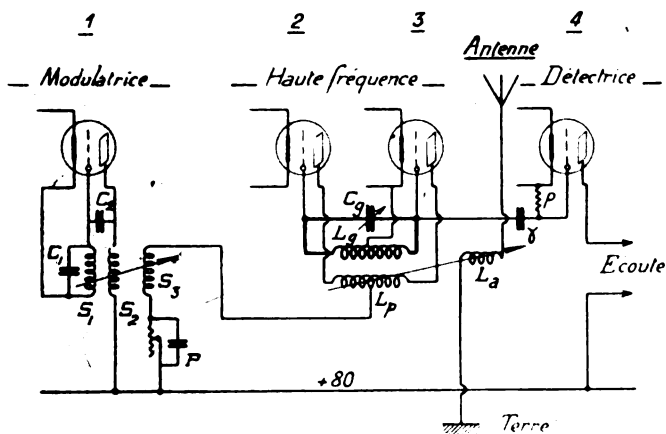 1 2 3 4
Antenne
_ Modulatrice _ _ Haute fréquence _ _ Détectrice _
C2 Cg ρ
C1 Lg γ
S1 S2 S3 Lp La Ecoute
P
+80
Terre